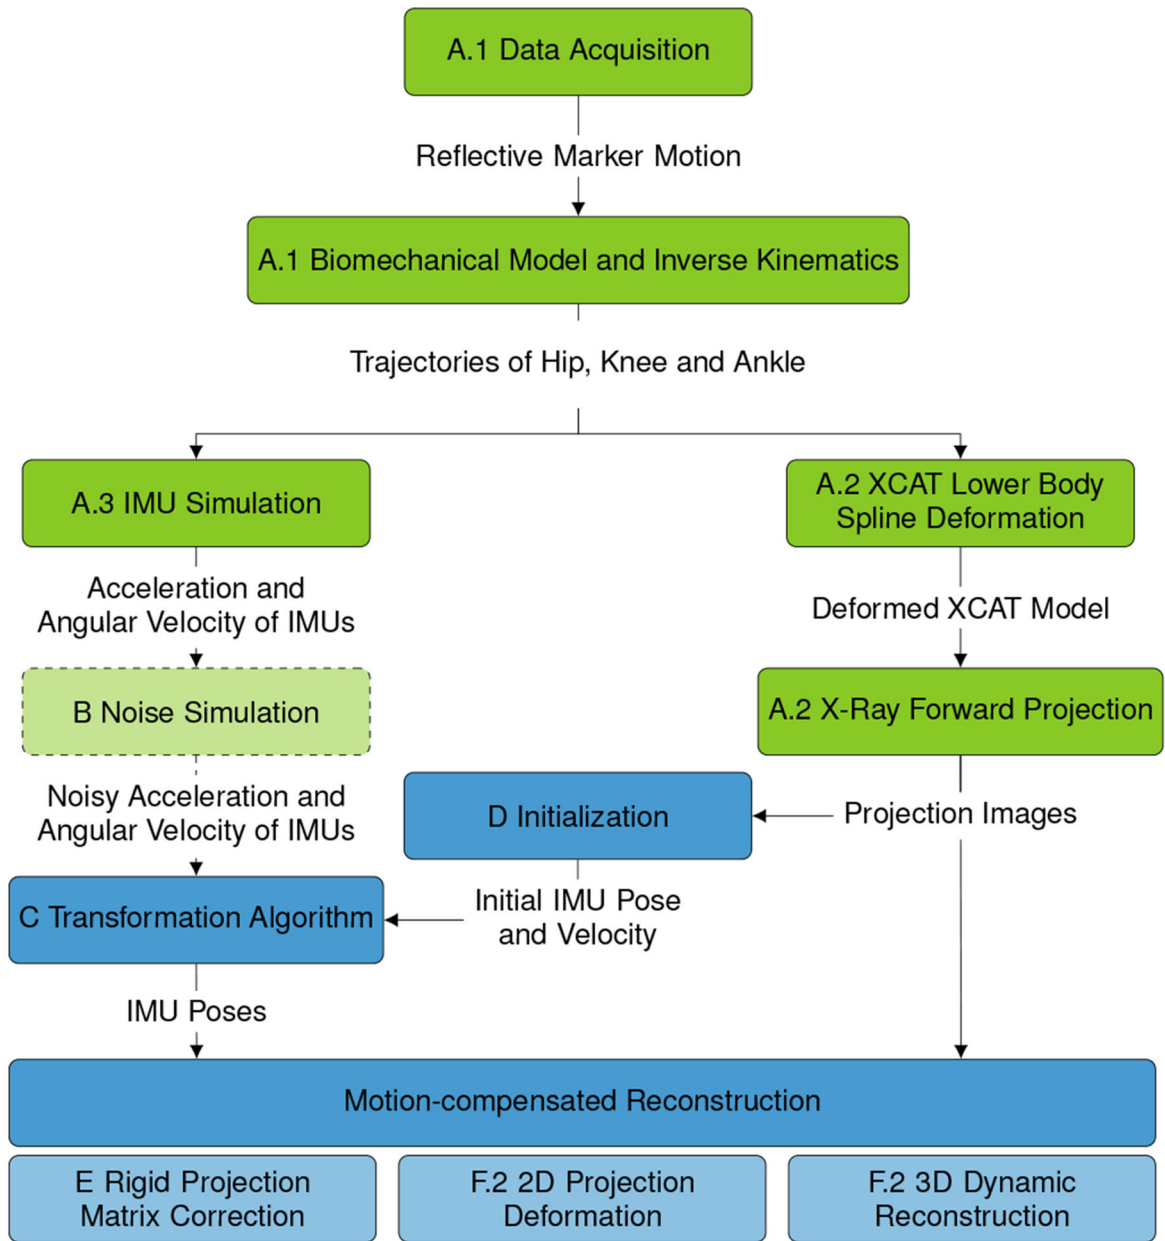 A.1 Data Acquisition
Reflective Marker Motion
A.1 Biomechanical Model and Inverse Kinematics
Trajectories of Hip, Knee and Ankle
A.3 IMU Simulation
A.2 XCAT Lower Body
Spline Deformation
Acceleration and
Angular Velocity of IMUs
Deformed XCAT Model
B Noise Simulation
A.2 X-Ray Forward Projection
Noisy Acceleration and
Angular Velocity of IMUs
D Initialization
Projection Images
C Transformation Algorithm
Initial IMU Pose
and Velocity
IMU Poses
Motion-compensated Reconstruction
E Rigid Projection
Matrix Correction
F.2 2D Projection
Deformation
F.2 3D Dynamic
Reconstruction